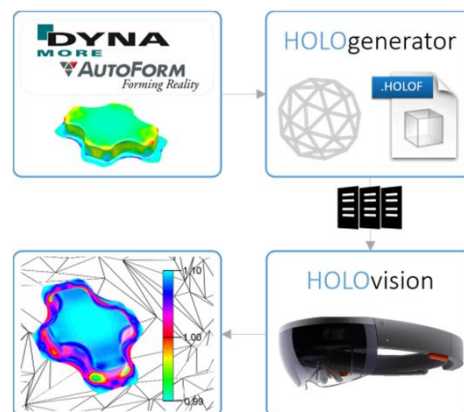 DYNA
MORE
AUTOFORM
Forming Reality
HOLOgenerator
.HOLOF
HOLOvision
1.10
1.00
0.99